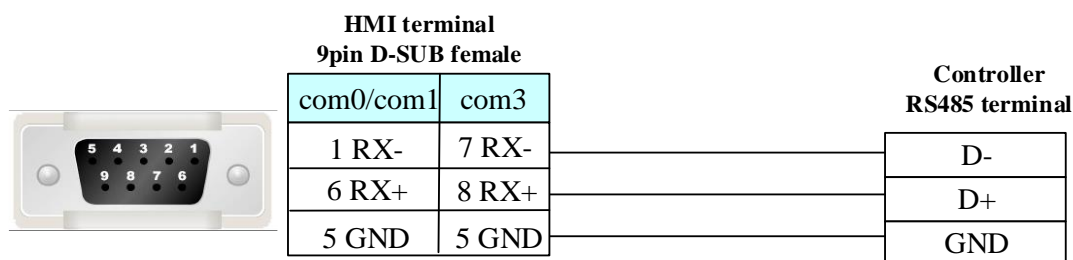 HMI terminal
9pin D-SUB female
Controller
RS485 terminal
com0/com1 com3
5 4 3 2 1
9 8 7 6
1 RX- 7 RX-
D-
6 RX+ 8 RX+
D+
5 GND 5 GND
GND